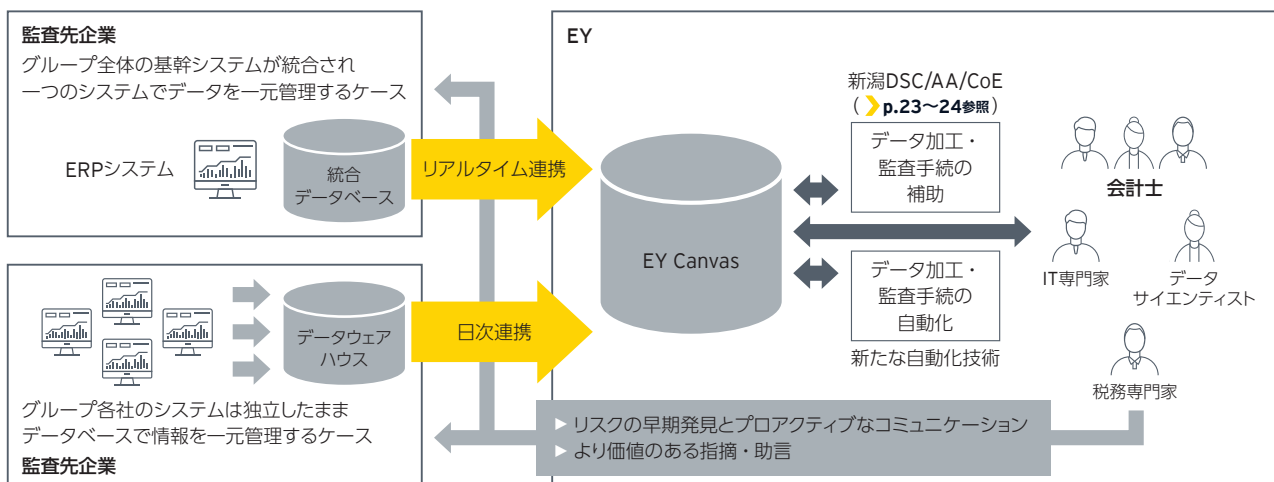 監査先企業
グループ全体の基幹システムが統合され
一つのシステムでデータを一元管理するケース
ERPシステム
統合
データベース
リアルタイム連携
グループ各社のシステムは独立したまま
データベースで情報を一元管理するケース
監査先企業
データウェア
ハウス
日次連携
EY
EY Canvas
新潟DSC/AA/CoE
(p.23〜24参照)
データ加工・
監査手続の
補助
データ加工・
監査手続の
自動化
新たな自動化技術
会計士
IT専門家
データ
サイエンティスト
税務専門家
リスクの早期発見とプロアクティブなコミュニケーション
より価値のある指摘・助言